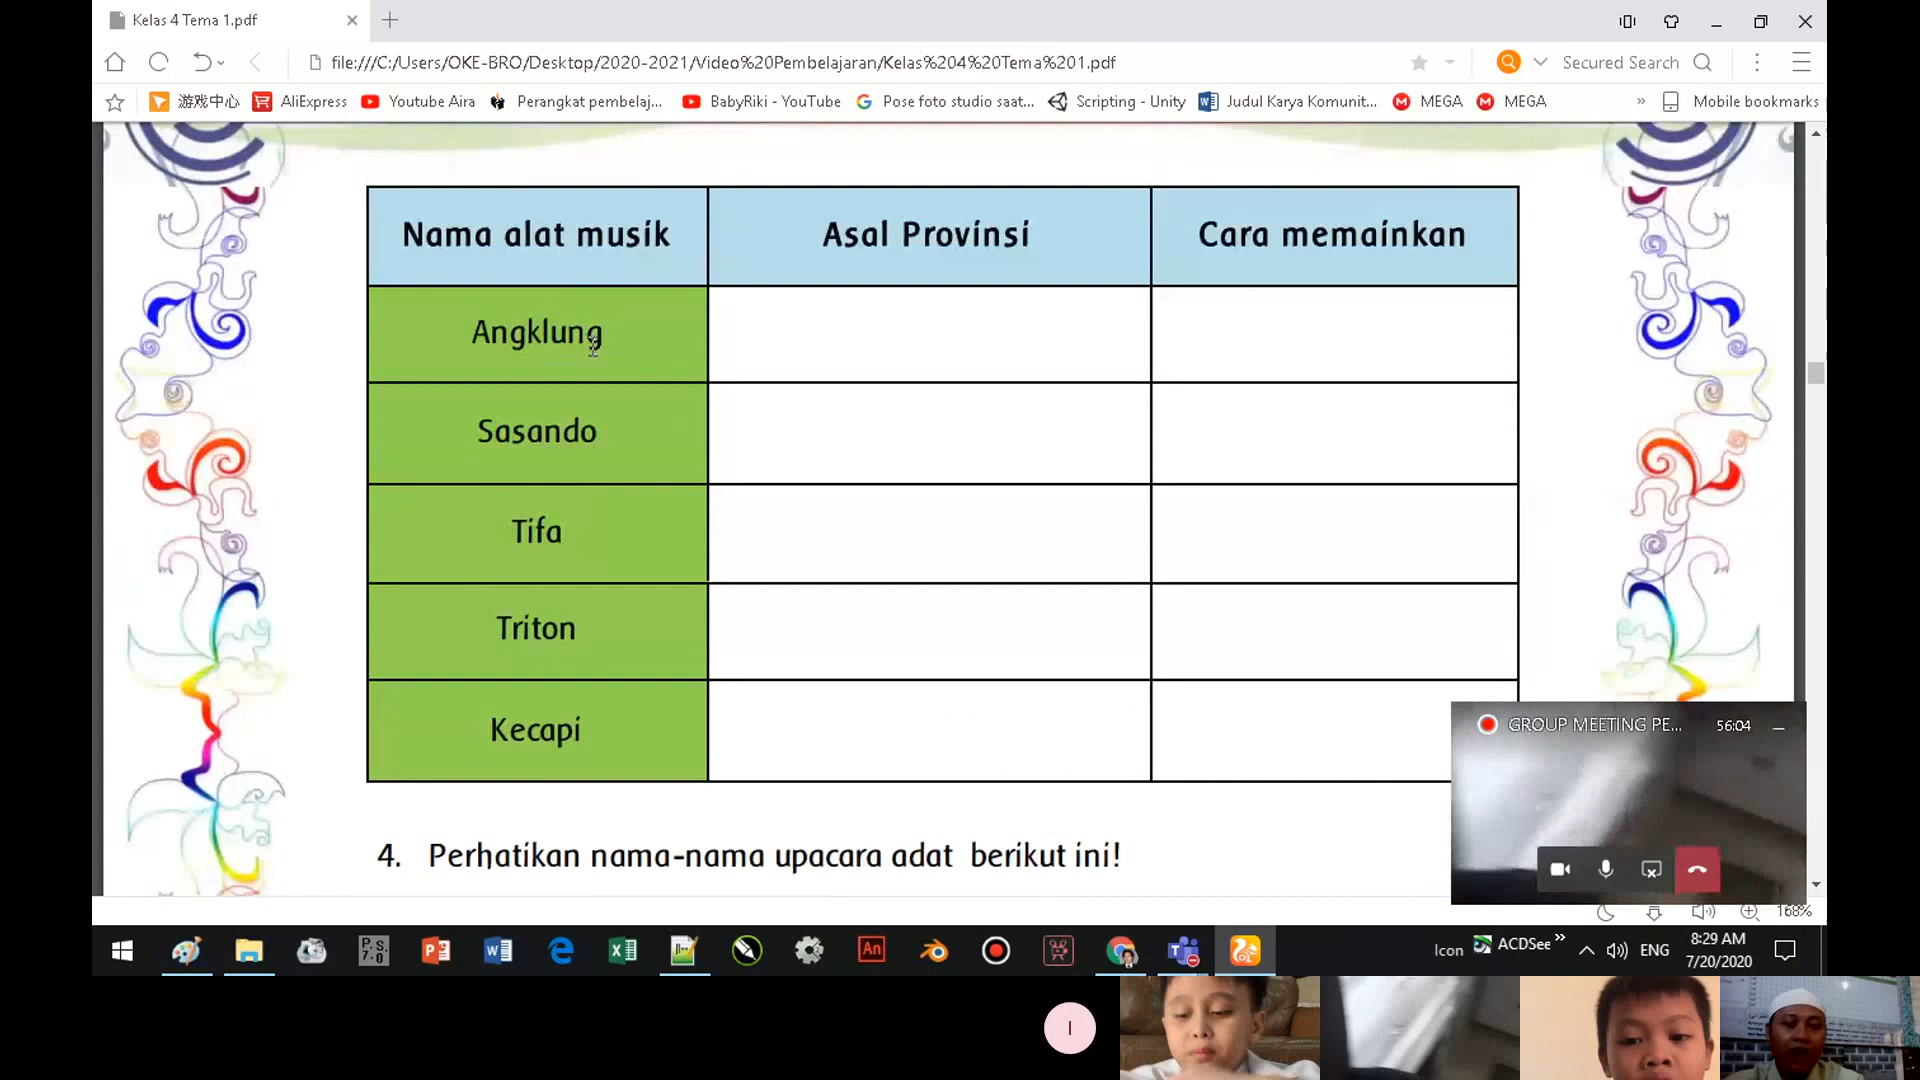 Kelas 4 Tema 1.pdf
file:///C:/Users/OKE-BRO/Desktop/2020-2021/Video%20Pembelajaran/Kelas%204%20Tema%201.pdf
Secured Search
游戏中心 AliExpress Youtube Aira Perangkat pembelaj... BabyRiki - YouTube Pose foto studio saat... Scripting - Unity Judul Karya Komunit... MEGA MEGA » Mobile bookmarks
Nama alat musik Asal Provinsi Cara memainkan
Angklung
Sasando
Tifa
Triton
Kecapi
GROUP MEETING PE... 56:04
4. Perhatikan nama-nama upacara adat berikut ini!
168%
Icon ACDSee » ENG
8:29 AM
7/20/2020
I